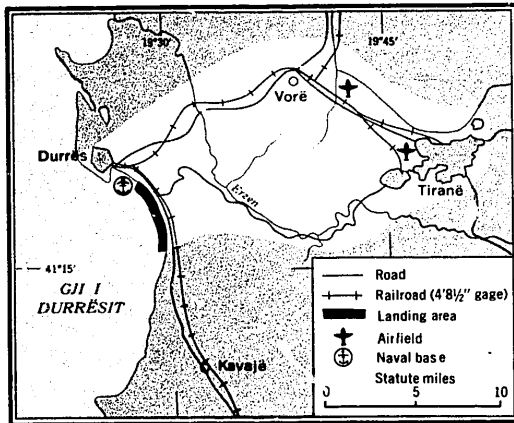 19°30'
19°45'
Vorë
Durrës
Erzen
Tiranë
41°15'
GJI I
DURRËSIT
Kavajë
Road
Railroad (4'8½" gage)
Landing area
Airfield
Naval base
Statute miles
0 5 10